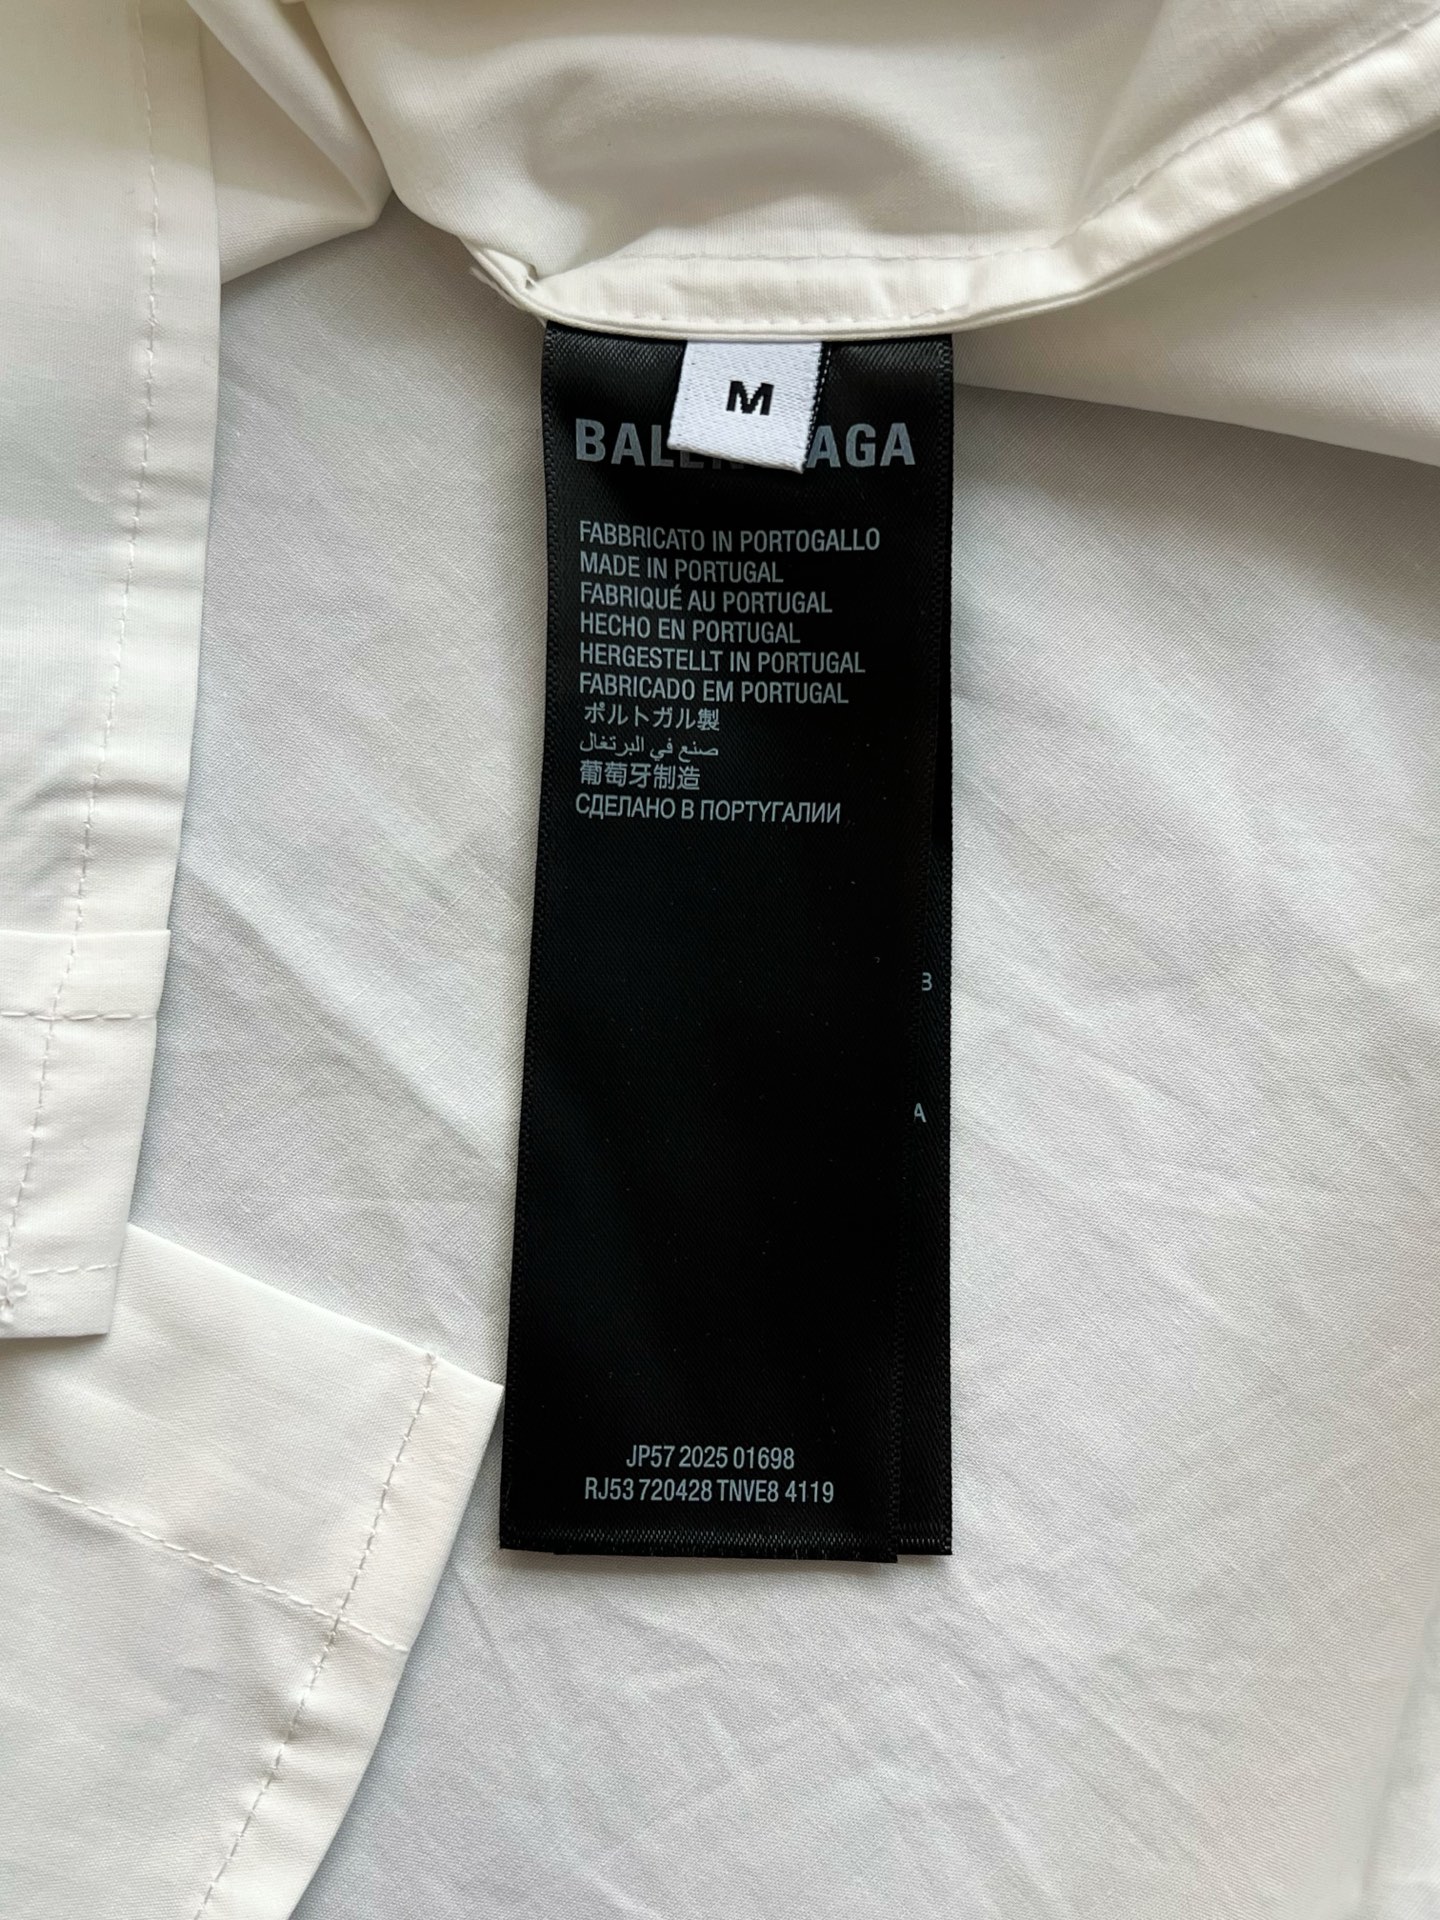 M
BALEN AGA
FABBRICATO IN PORTOGALLO
MADE IN PORTUGAL
FABRIQUÉ AU PORTUGAL
HECHO EN PORTUGAL
HERGESTELLT IN PORTUGAL
FABRICADO EM PORTUGAL
ポルトガル製
صنع في البرتغال
葡萄牙制造
СДЕЛАНО В ПОРТУГАЛИИ
B
A
JP57 2025 01698
RJ53 720428 TNVE8 4119